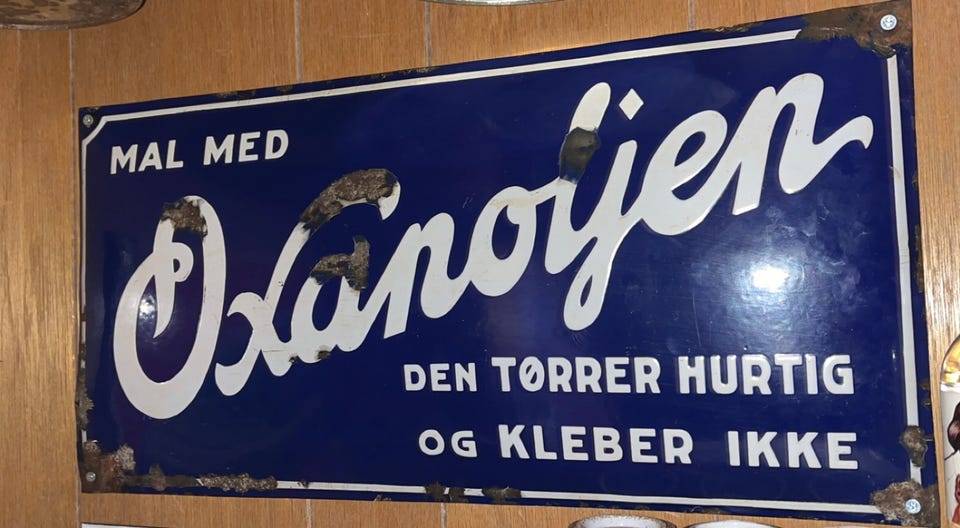 MAL MED
Oxanoljen
DEN TØRRER HURTIG
OG KLEBER IKKE